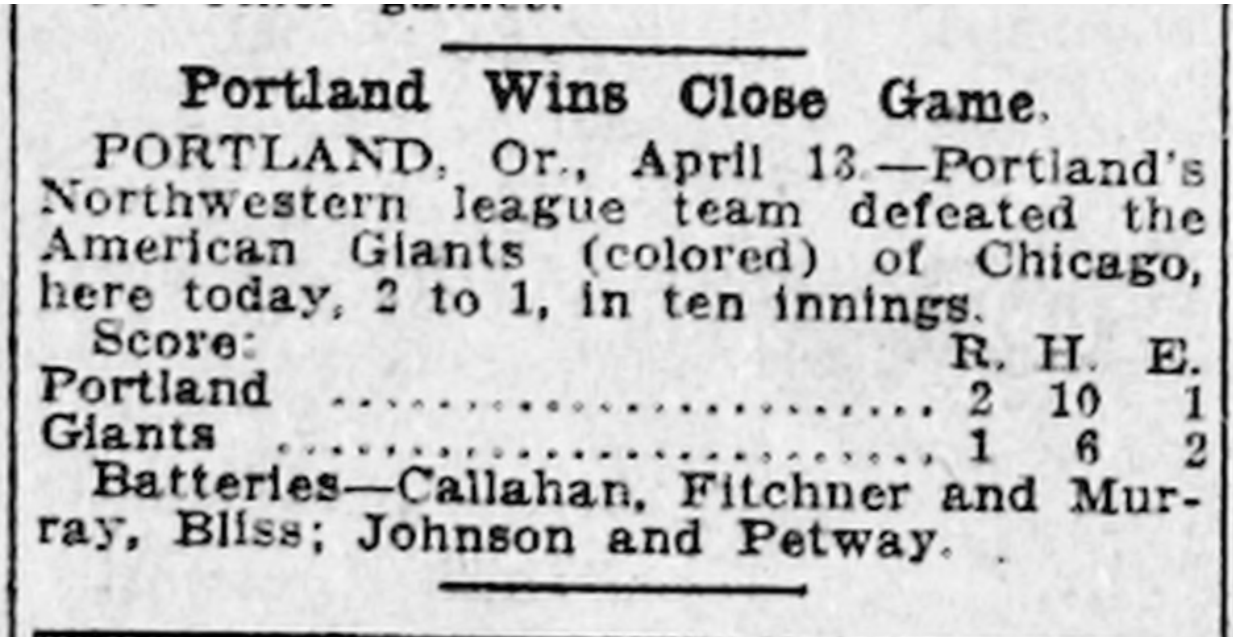 Portland Wins Close Game.
PORTLAND, Or., April 13.—Portland's
Northwestern league team defeated the
American Giants (colored) of Chicago,
here today, 2 to 1, in ten innings.
Score: R. H. E.
Portland ........................ 2 10 1
Giants .......................... 1 6 2
Batteries—Callahan, Fitchner and Mur-
ray, Bliss; Johnson and Petway.